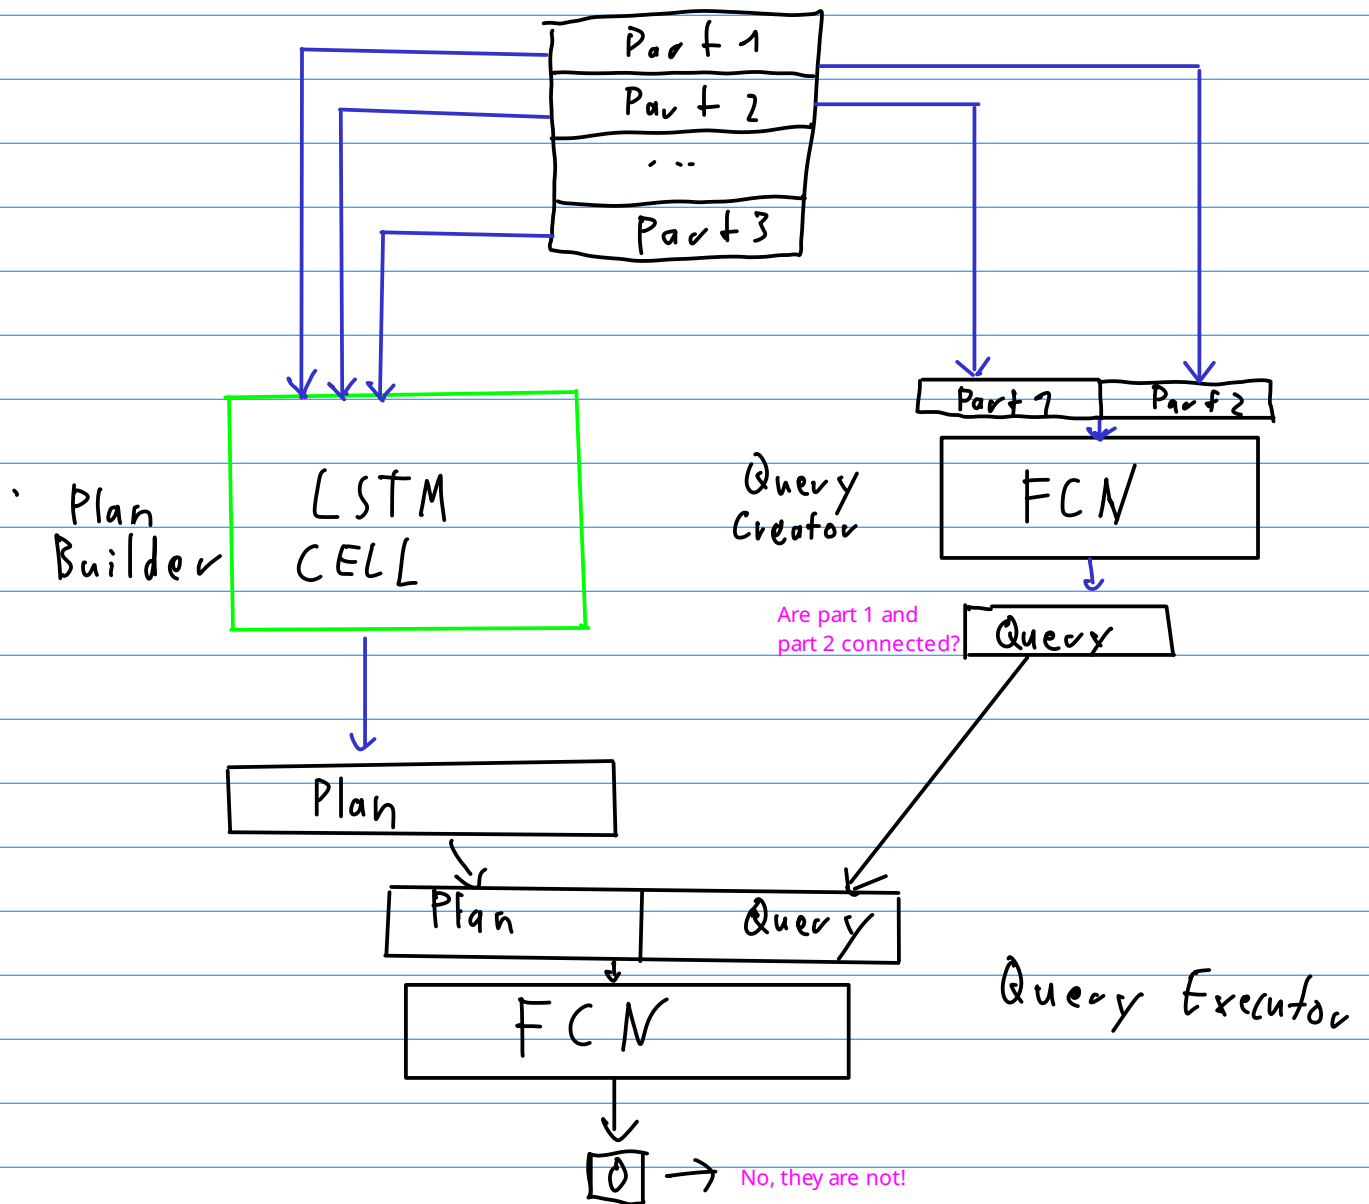 Part 1
Part 2
...
Part 3
Part 1
Part 2
Plan
Builder
LSTM
CELL
Query
Creator
FCN
Are part 1 and
part 2 connected?
Query
Plan
Plan
Query
FCN
Query Executor
0
No, they are not!